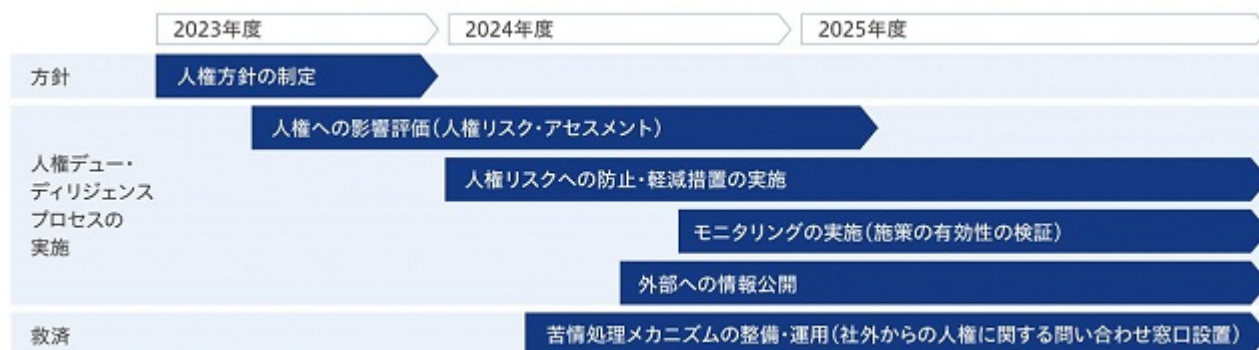 2023年度
2024年度
2025年度
方針
人権方針の制定
人権デュー・
ディリジェンス
プロセスの
実施
人権への影響評価(人権リスク・アセスメント)
人権リスクへの防止・軽減措置の実施
モニタリングの実施(施策の有効性の検証)
外部への情報公開
救済
苦情処理メカニズムの整備・運用(社外からの人権に関する問い合わせ窓口設置)